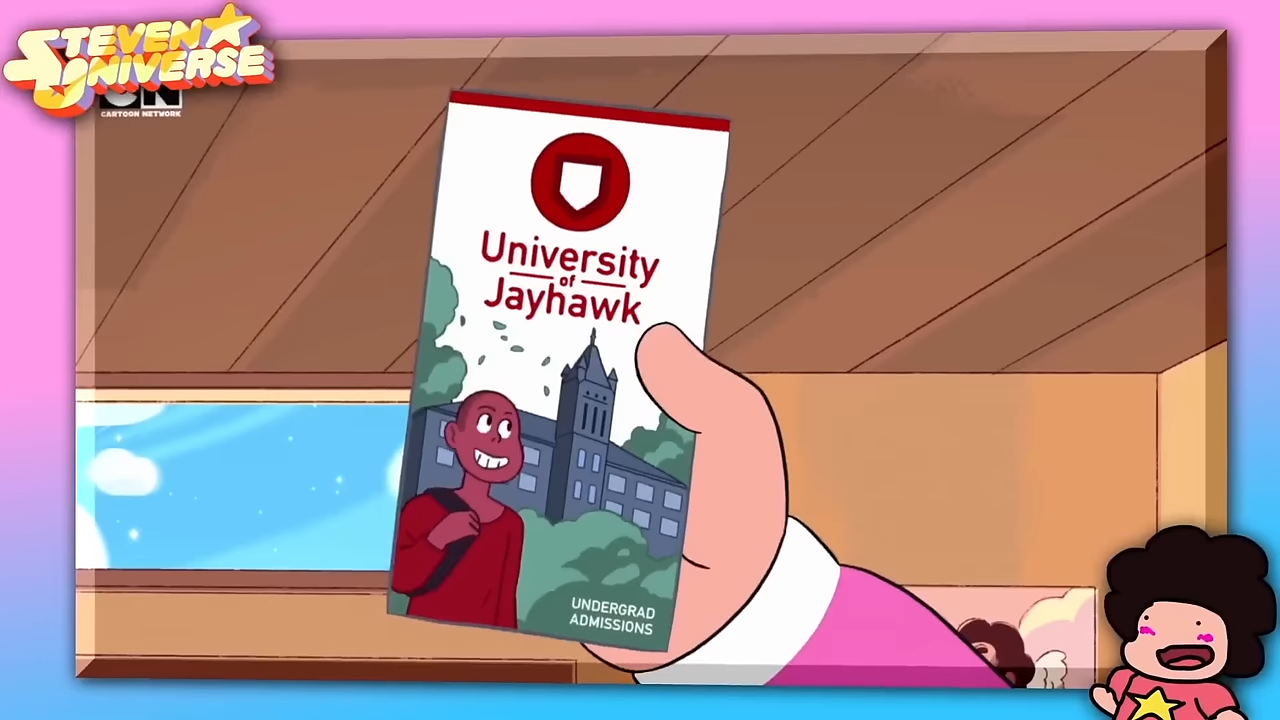 STEVEN
UNIVERSE
CN
CARTOON NETWORK
University
of
Jayhawk
UNDERGRAD
ADMISSIONS